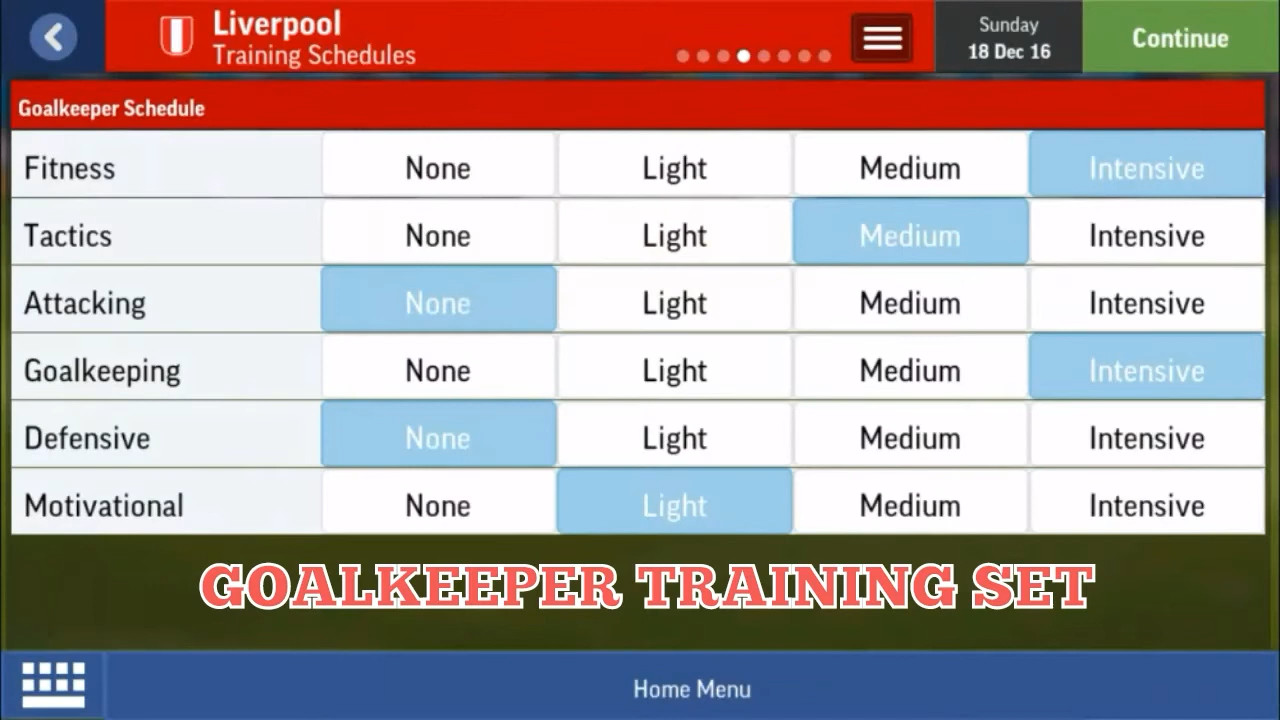 Liverpool
Training Schedules
Sunday
18 Dec 16
Continue
Goalkeeper Schedule
Fitness None Light Medium Intensive
Tactics None Light Medium Intensive
Attacking None Light Medium Intensive
Goalkeeping None Light Medium Intensive
Defensive None Light Medium Intensive
Motivational None Light Medium Intensive
GOALKEEPER TRAINING SET
Home Menu